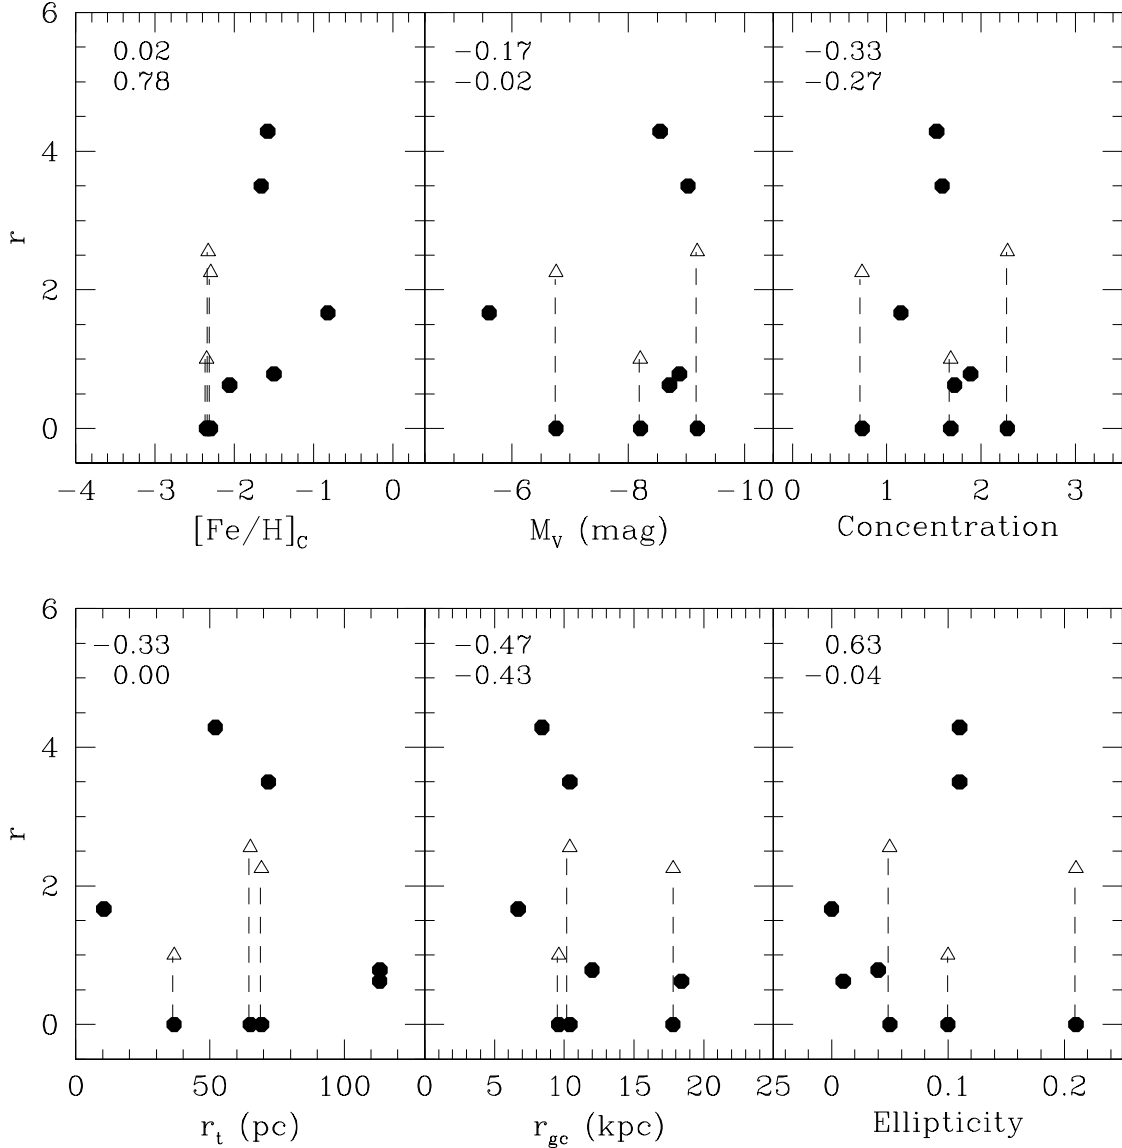 0.02
0.78
−0.17
−0.02
−0.33
−0.27
6
4
2
0
r
−4 −3 −2 −1 0
−6 −8 −10
0 1 2 3
[Fe/H]C
MV (mag)
Concentration
−0.33
0.00
−0.47
−0.43
0.63
−0.04
6
4
2
0
r
0 50 100
0 5 10 15 20 25
0 0.1 0.2
rt (pc)
rgc (kpc)
Ellipticity